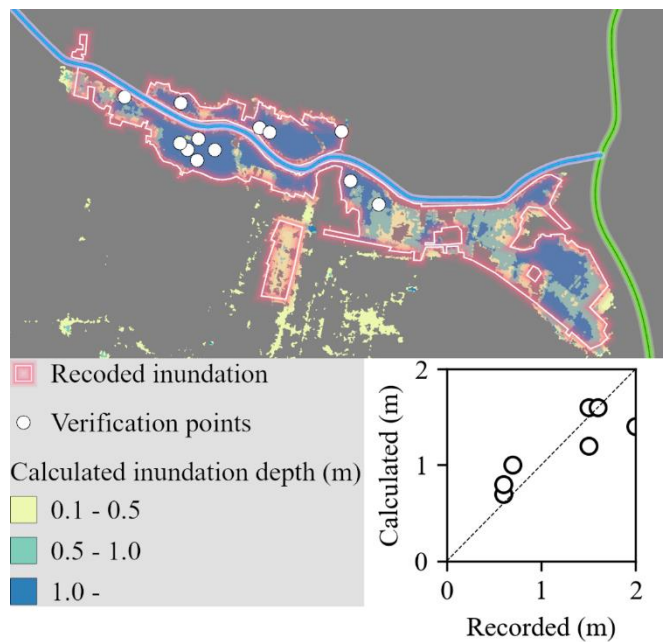 Recoded inundation
Verification points
Calculated inundation depth (m)
0.1 - 0.5
0.5 - 1.0
1.0 -
Calculated (m)
2
1
0
0
1
2
Recorded (m)